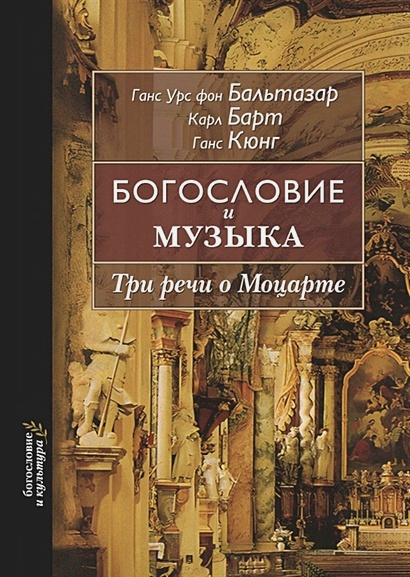 Ганс Урс фон Бальтазар
Карл Барт
Ганс Кюнг
БОГОСЛОВИЕ
и
МУЗЫКА
Три речи о Моцарте
богословие
и культура